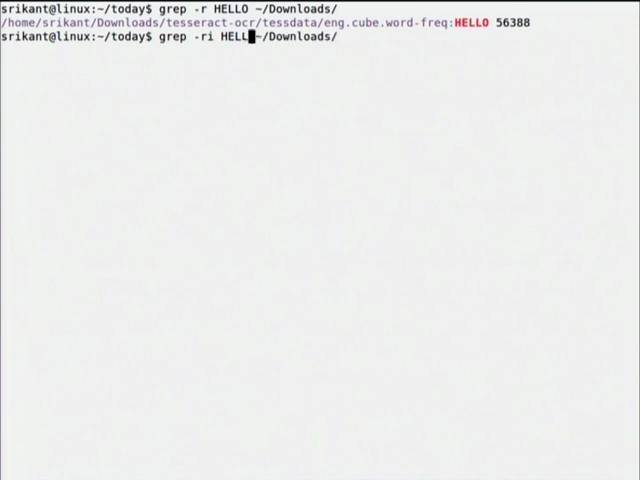 srikant@linux:~/today$ grep -r HELLO ~/Downloads/
/home/srikant/Downloads/tesseract-ocr/tessdata/eng.cube.word-freq:HELLO 56388
srikant@linux:~/today$ grep -ri HELL ~/Downloads/